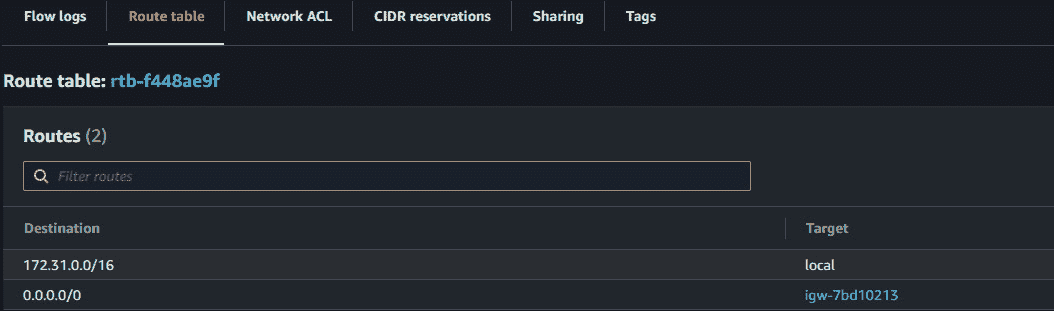 Flow logs Route table Network ACL CIDR reservations Sharing Tags
Route table: rtb-f448ae9f
Routes (2)
Filter routes
Destination Target
172.31.0.0/16 local
0.0.0.0/0 igw-7bd10213